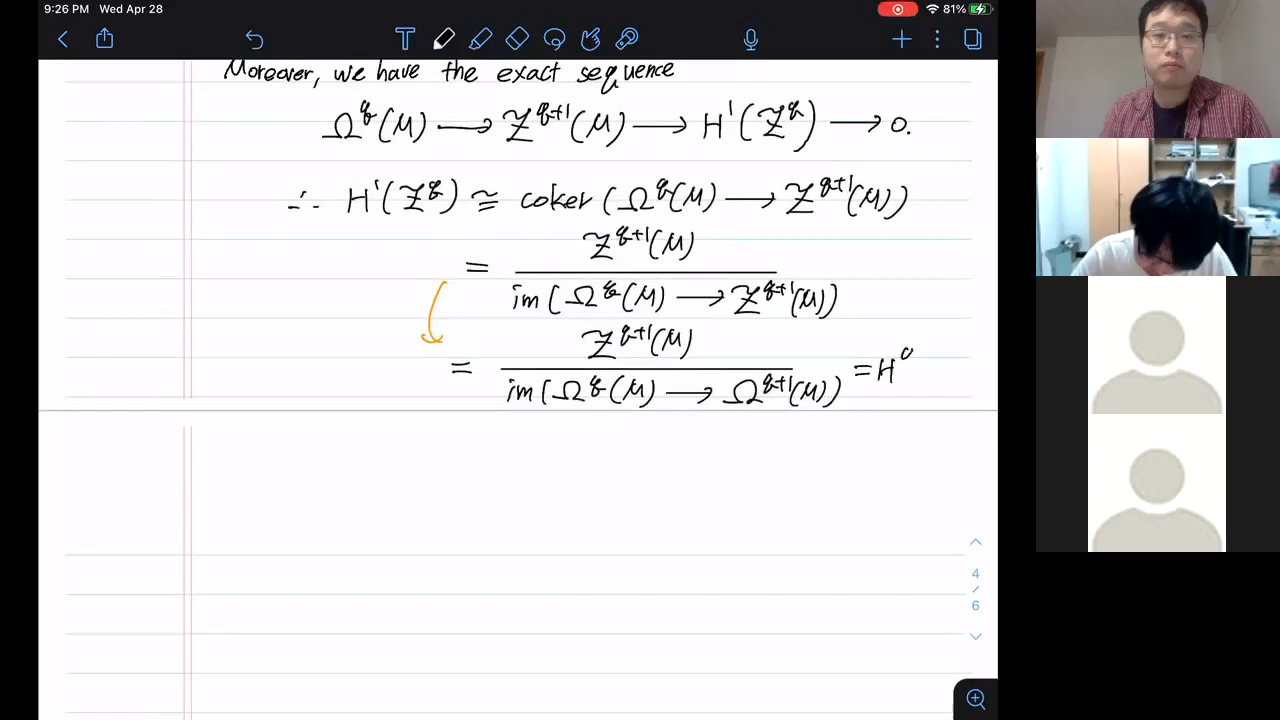 9:26 PM Wed Apr 28
81%
T
Moreover, we have the exact sequence
Ω^q(M) → Z^{q+1}(M) → H^1(Z^q) → 0.
∴ H^1(Z^q) ≅ coker(Ω^q(M) → Z^{q+1}(M))
= Z^{q+1}(M) / im(Ω^q(M) → Z^{q+1}(M))
= Z^{q+1}(M) / im(Ω^q(M) → Ω^{q+1}(M)) = H^0
4
/
6